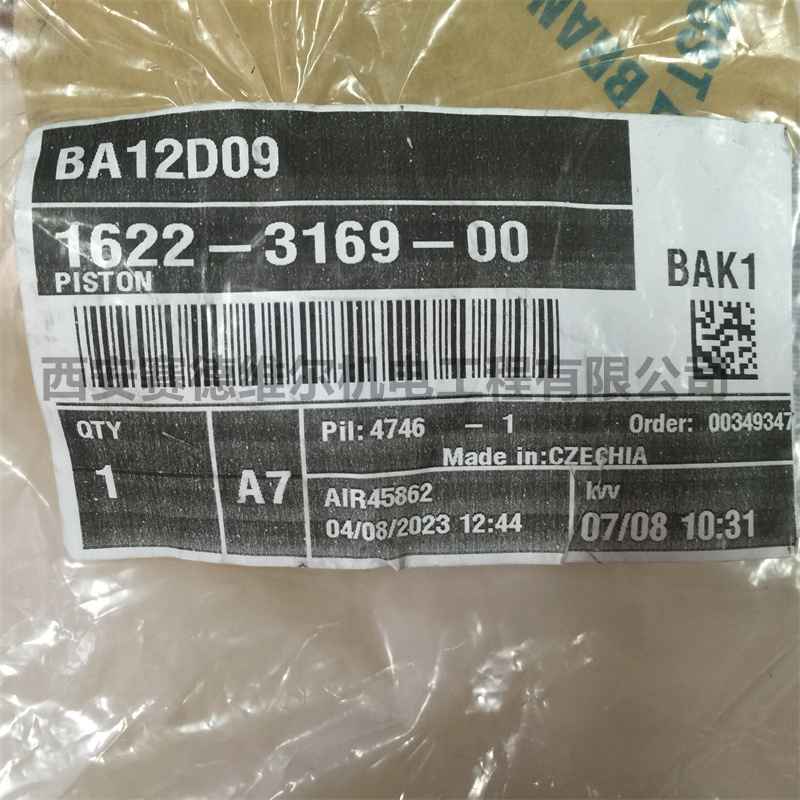 BRAN
BA12D09
1622-3169-00
PISTON
BAK1
西安赛德维尔机电工程有限公司
QTY
1
A7
Pil: 4746 - 1
Order: 00349347
Made in:CZECHIA
AIR45862
04/08/2023 12:44
kvv
07/08 10:31